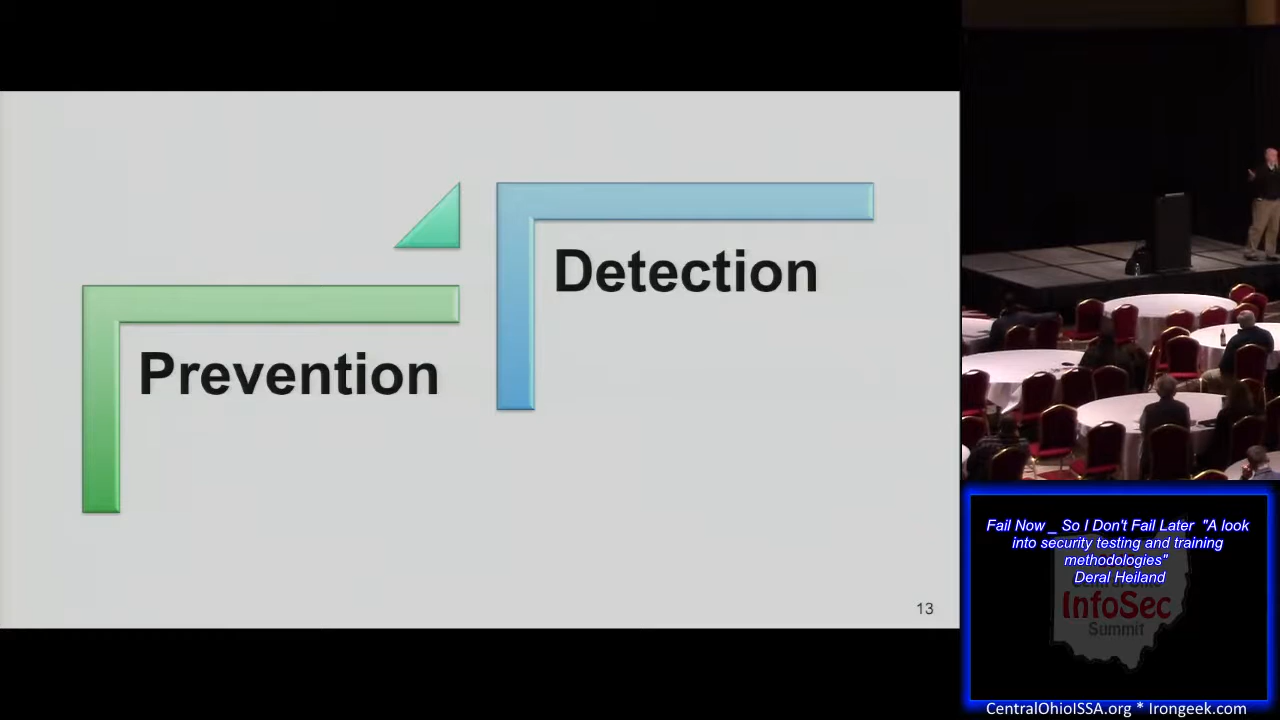 Detection
Prevention
13
Fail Now _ So I Don't Fail Later "A look
into security testing and training
methodologies"
Deral Heiland
InfoSec
Summit
CentralOhioISSA.org * Irongeek.com